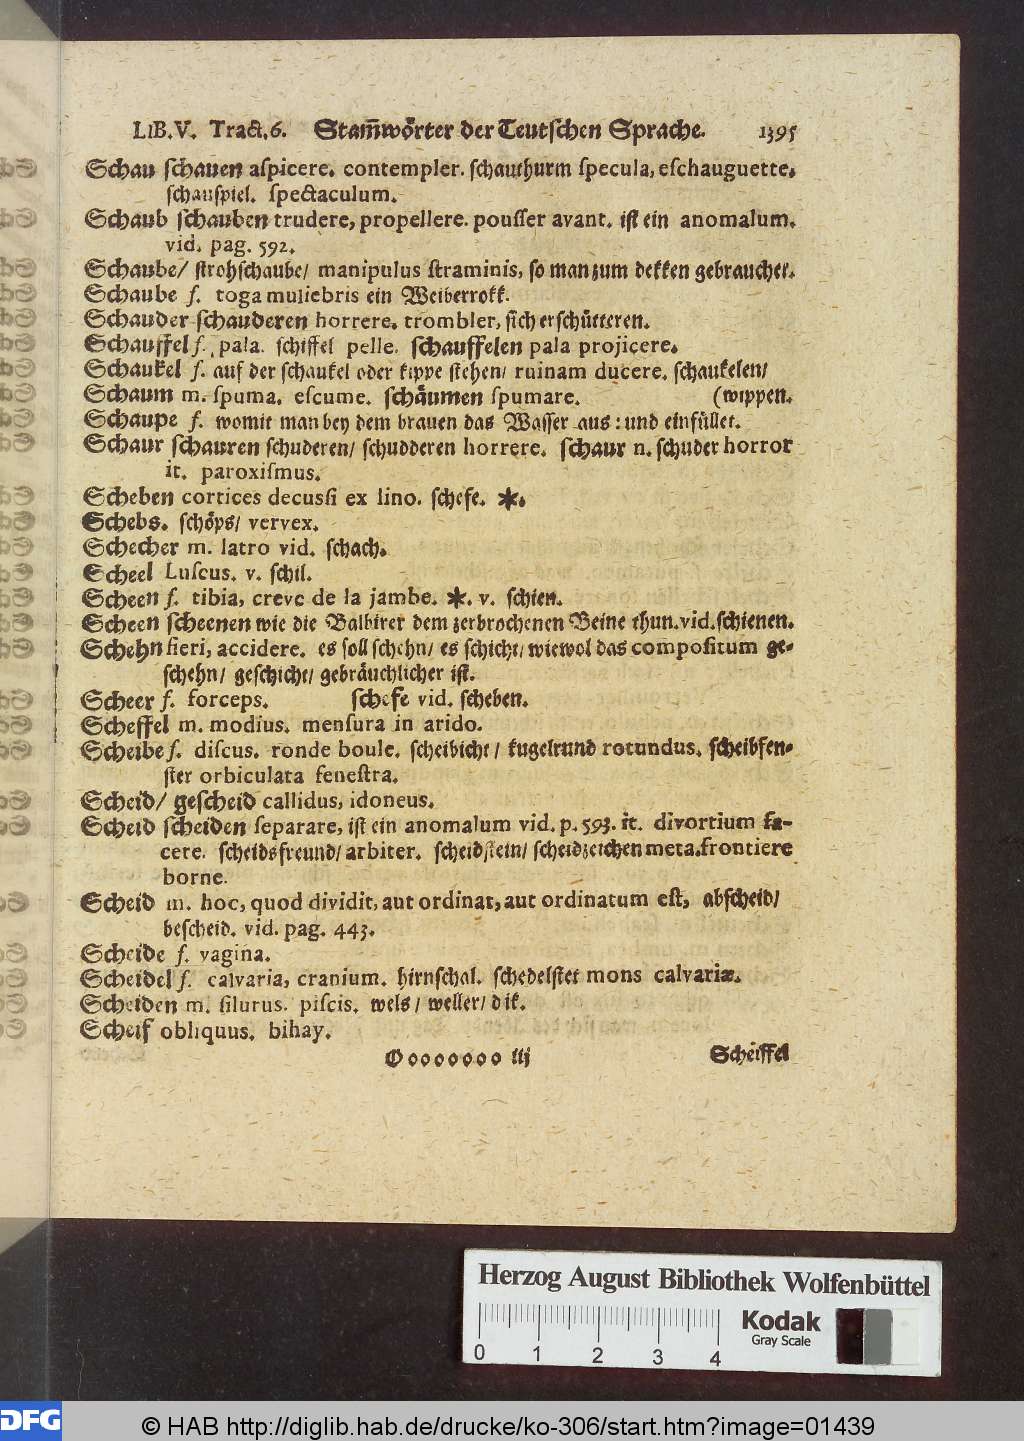 LIB.V. Tract.6. Stam̃wörter der Teutschen Sprache. 1395
Schau schauen aſpicere. contempler. ſchauthurm ſpecula, eſchauguette.
ſchauſpiel. ſpectaculum.
Schaub ſchauben trudere, propellere. pouſſer avant. iſt ein anomalum.
vid. pag. 592.
Schaube/ ſtrohſchaube/ manipulus ſtraminis, ſo man zum dekken gebrauchet.
Schaube f. toga muliebris ein Weiberrokk.
Schauder ſchauderen horrere. trombler, ſich erſchütteren.
Schauffel f. pala. ſchiffel pelle. ſchauffelen pala projicere.
Schaukel f. auf der ſchaukel oder kippe ſtehen/ ruinam ducere. ſchaukelen/
Schaum m. ſpuma. eſcume. ſchäumen ſpumare. (wippen.
Schaupe f. womit man bey dem brauen das Waſſer aus: und einfüllet.
Schaur ſchauren ſchuderen/ ſchudderen horrere. ſchaur n. ſchuder horror
it. paroxiſmus.
Scheben cortices decuſſi ex lino. ſchefe. *.
Schebs. ſchöps/ vervex.
Schecher m. latro vid. ſchach.
Scheel Luſcus. v. ſchil.
Scheen f. tibia, creve de la jambe. *. v. ſchien.
Scheen ſcheenen wie die Balbirer dem zerbrochenen Beine thun. vid. ſchienen.
Schehn fieri, accidere. es ſoll ſchehn/ es ſchicht/ wiewol das compoſitum ge-
ſchehn/ geſchicht/ gebräuchlicher iſt.
Scheer f. forceps. ſchefe vid. ſcheben.
Scheffel m. modius. menſura in arido.
Scheibe f. diſcus. ronde boule. ſcheibicht/ kugelrund rotundus. ſcheibfen-
ſter orbiculata feneſtra.
Scheid/ geſcheid callidus, idoneus.
Scheid ſcheiden ſeparare, iſt ein anomalum vid. p. 593. it. divortium fa-
cere. ſcheidsfreund/ arbiter. ſcheidſtein/ ſcheidzeichen meta. frontiere
borne.
Scheid m. hoc, quod dividit, aut ordinat, aut ordinatum eſt, abſcheid/
beſcheid. vid. pag. 443.
Scheide f. vagina.
Scheidel f. calvaria, cranium. hirnſchal. ſchedelſtet mons calvariæ.
Scheiden m. ſilurus. piſcis. wels/ weller/ dik.
Scheif obliquus. bihay.
Ooooooooo iij Scheiffel
Herzog August Bibliothek Wolfenbüttel
Kodak
Gray Scale
0 1 2 3 4
DFG © HAB http://diglib.hab.de/drucke/ko-306/start.htm?image=01439